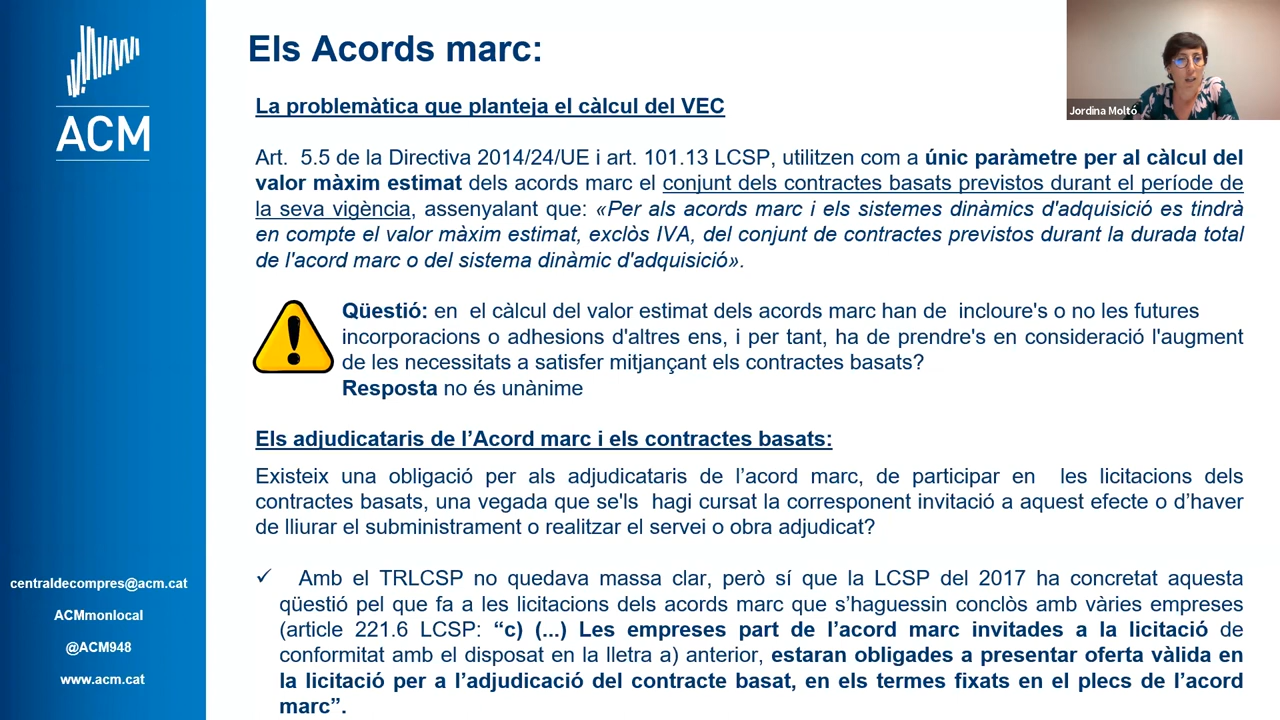 Els Acords marc:
Jordina Moltó
ACM
La problemàtica que planteja el càlcul del VEC
Art. 5.5 de la Directiva 2014/24/UE i art. 101.13 LCSP, utilitzen com a únic paràmetre per al càlcul del
valor màxim estimat dels acords marc el conjunt dels contractes basats previstos durant el període de
la seva vigència, assenyalant que: «Per als acords marc i els sistemes dinàmics d'adquisició es tindrà
en compte el valor màxim estimat, exclòs IVA, del conjunt de contractes previstos durant la durada total
de l'acord marc o del sistema dinàmic d'adquisició».
Qüestió: en el càlcul del valor estimat dels acords marc han de incloure's o no les futures
incorporacions o adhesions d'altres ens, i per tant, ha de prendre's en consideració l'augment
de les necessitats a satisfer mitjançant els contractes basats?
Resposta no és unànime
Els adjudicataris de l’Acord marc i els contractes basats:
Existeix una obligació per als adjudicataris de l’acord marc, de participar en les licitacions dels
contractes basats, una vegada que se'ls hagi cursat la corresponent invitació a aquest efecte o d’haver
de lliurar el subministrament o realitzar el servei o obra adjudicat?
✓ Amb el TRLCSP no quedava massa clar, però sí que la LCSP del 2017 ha concretat aquesta
qüestió pel que fa a les licitacions dels acords marc que s’haguessin conclòs amb vàries empreses
(article 221.6 LCSP: “c) (...) Les empreses part de l’acord marc invitades a la licitació de
conformitat amb el disposat en la lletra a) anterior, estaran obligades a presentar oferta vàlida en
la licitació per a l’adjudicació del contracte basat, en els termes fixats en el plecs de l’acord
marc”.
centraldecompres@acm.cat
ACMmonlocal
@ACM948
www.acm.cat